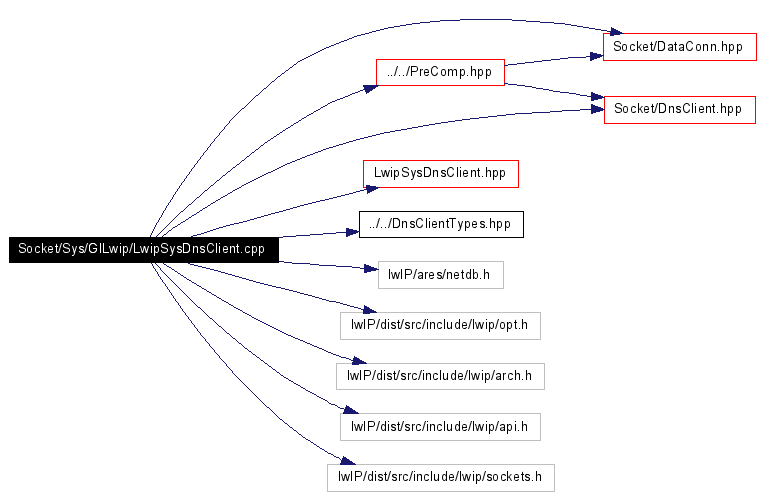 Socket/DataConn.hpp
../../PreComp.hpp
Socket/DnsClient.hpp
LwipSysDnsClient.hpp
../../DnsClientTypes.hpp
Socket/Sys/GILwip/LwipSysDnsClient.cpp
lwIP/ares/netdb.h
lwIP/dist/src/include/lwip/opt.h
lwIP/dist/src/include/lwip/arch.h
lwIP/dist/src/include/lwip/api.h
lwIP/dist/src/include/lwip/sockets.h